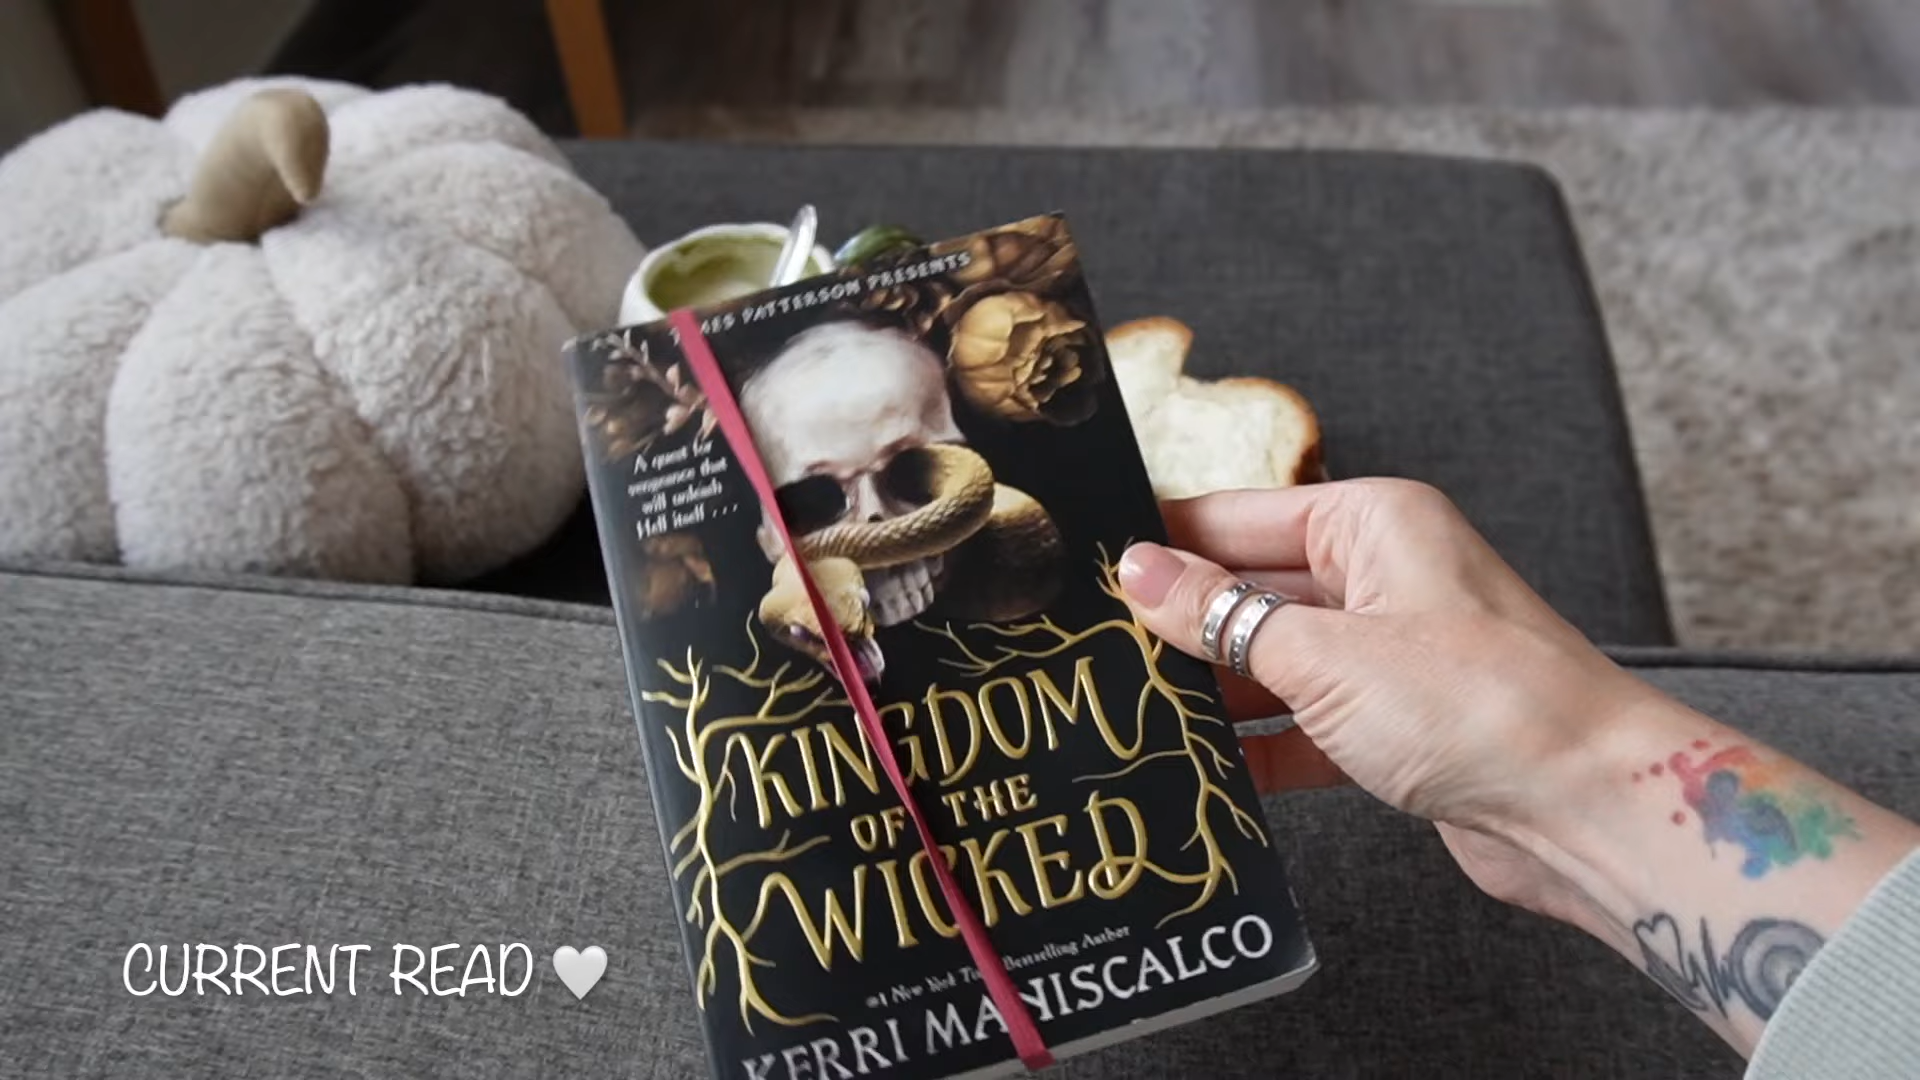 JAMES PATTERSON PRESENTS
A quest for
vengeance that
will unleash
Hell itself . . .
KINGDOM
OF THE
WICKED
#1 New York Times Bestselling Author
KERRI MANISCALCO
CURRENT READ 🤍